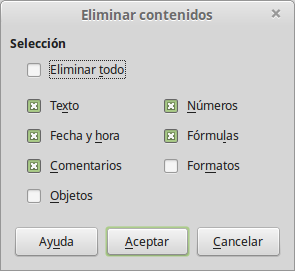 Eliminar contenidos
Selección
Eliminar todo
Texto Números
Fecha y hora Fórmulas
Comentarios Formatos
Objetos
Ayuda Aceptar Cancelar